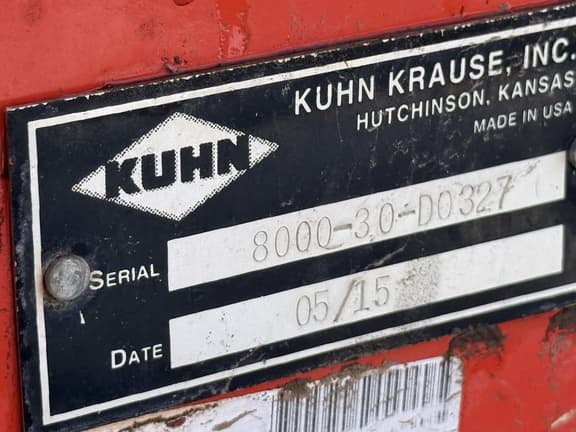 KUHN KRAUSE, INC.
HUTCHINSON, KANSAS
MADE IN USA
KUHN
SERIAL 8000-30-D0327
DATE 05/15